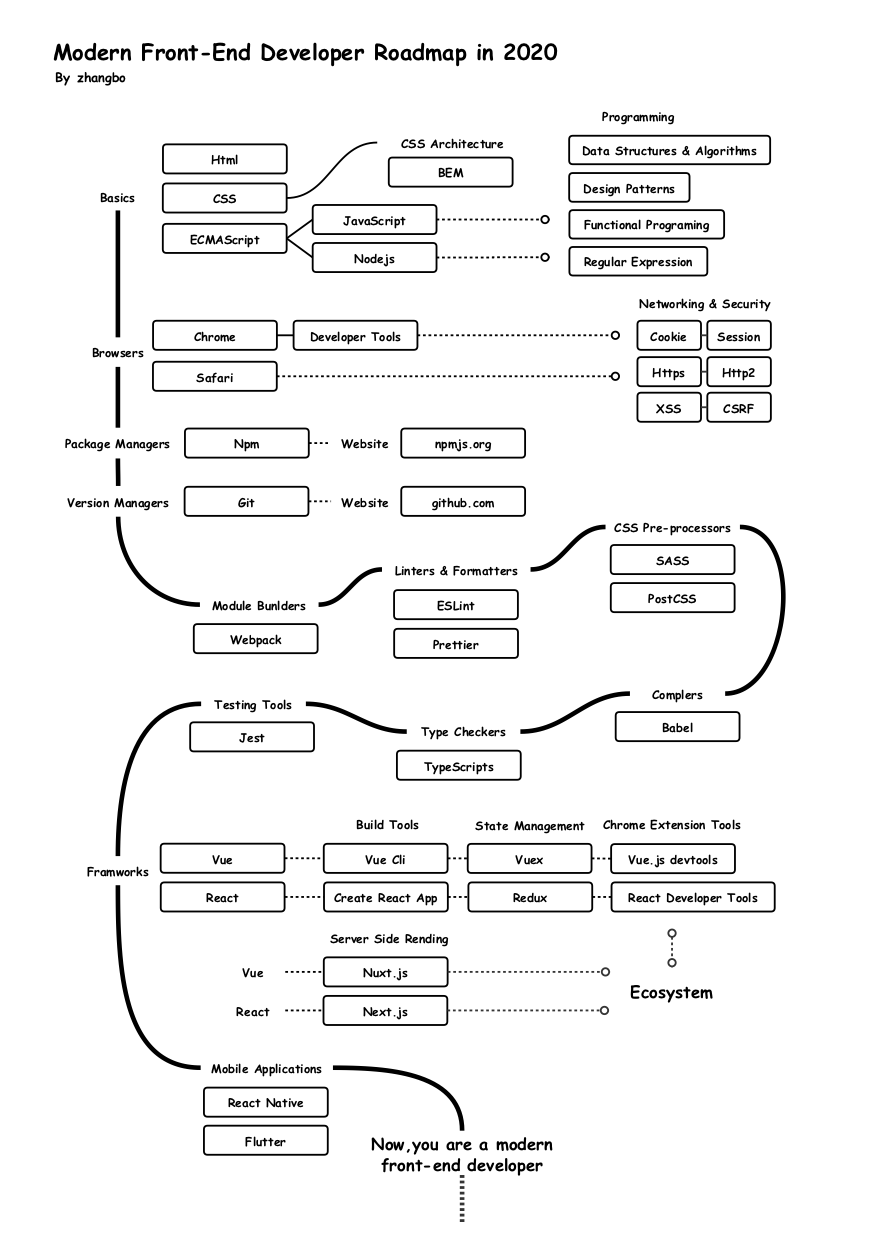 Modern Front-End Developer Roadmap in 2020
By zhangbo
Programming
Html
CSS Architecture
Data Structures & Algorithms
BEM
Basics
CSS
Design Patterns
JavaScript
Functional Programing
ECMAScript
Nodejs
Regular Expression
Networking & Security
Chrome
Developer Tools
Cookie
Session
Browsers
Safari
Https
Http2
XSS
CSRF
Package Managers
Npm
Website
npmjs.org
Version Managers
Git
Website
github.com
CSS Pre-processors
SASS
PostCSS
Linters & Formatters
ESLint
Prettier
Module Bunlders
Webpack
Complers
Babel
Testing Tools
Jest
Type Checkers
TypeScripts
Build Tools
State Management
Chrome Extension Tools
Framworks
Vue
Vue Cli
Vuex
Vue.js devtools
React
Create React App
Redux
React Developer Tools
Server Side Rending
Vue
Nuxt.js
Ecosystem
React
Next.js
Mobile Applications
React Native
Flutter
Now,you are a modern
front-end developer